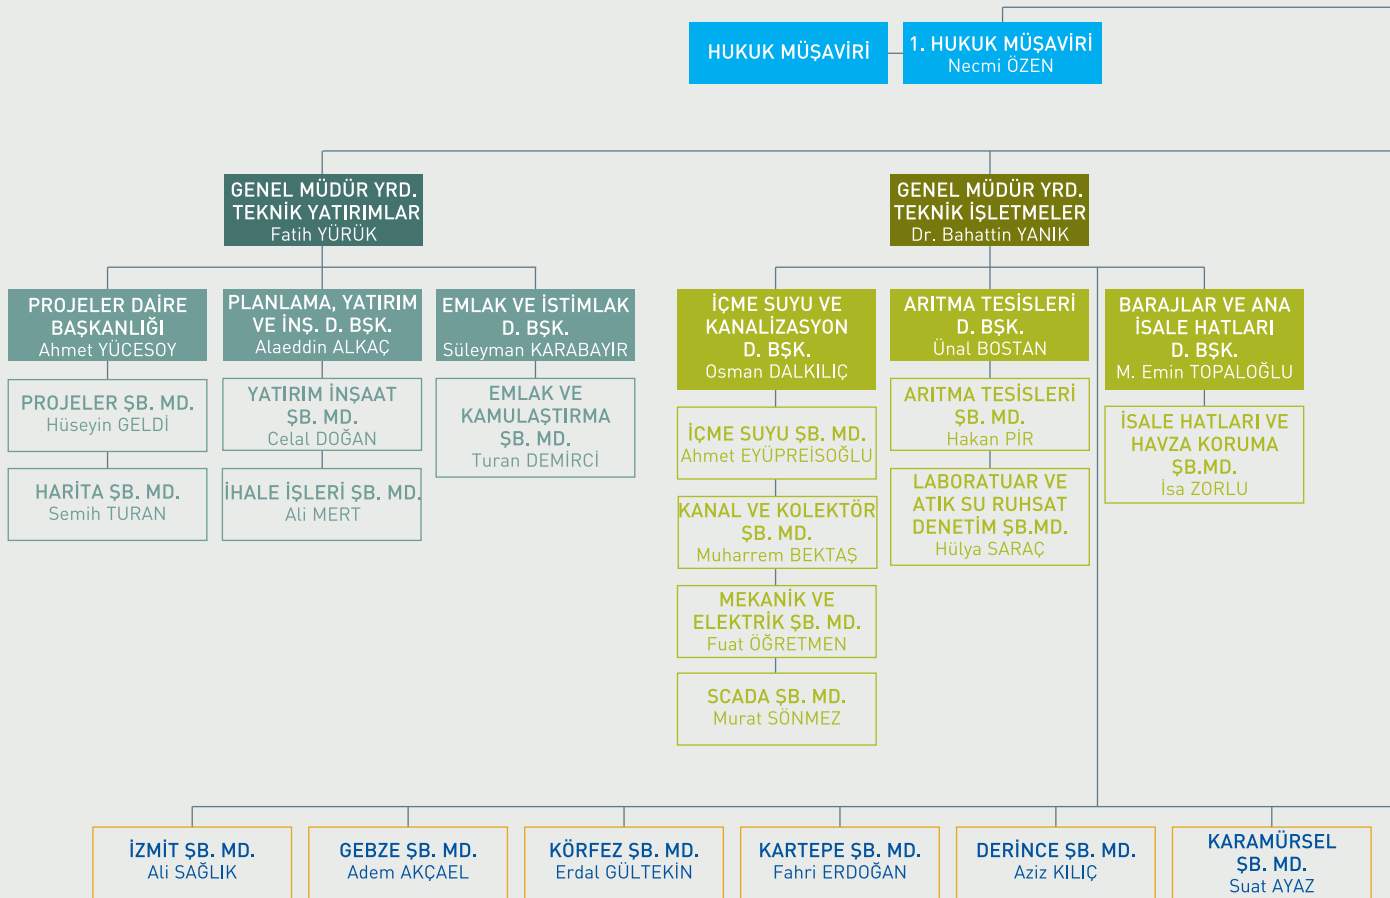 HUKUK MÜŞAVİRİ
1. HUKUK MÜŞAVİRİ
Necmi ÖZEN
GENEL MÜDÜR YRD.
TEKNİK YATIRIMLAR
Fatih YÜRÜK
GENEL MÜDÜR YRD.
TEKNİK İŞLETMELER
Dr. Bahattin YANIK
PROJELER DAİRE
BAŞKANLIĞI
Ahmet YÜCESOY
PLANLAMA, YATIRIM
VE İNŞ. D. BŞK.
Alaeddin ALKAÇ
EMLAK VE İSTİMLAK
D. BŞK.
Süleyman KARABAYIR
İÇME SUYU VE
KANALİZASYON
D. BŞK.
Osman DALKILIÇ
ARITMA TESİSLERİ
D. BŞK.
Ünal BOSTAN
BARAJLAR VE ANA
İSALE HATLARI
D. BŞK.
M. Emin TOPALOĞLU
PROJELER ŞB. MD.
Hüseyin GELDİ
YATIRIM İNŞAAT
ŞB. MD.
Celal DOĞAN
EMLAK VE
KAMULAŞTIRMA
ŞB. MD.
Turan DEMİRCİ
İÇME SUYU ŞB. MD.
Ahmet EYÜPREİSOĞLU
ARITMA TESİSLERİ
ŞB. MD.
Hakan PİR
İSALE HATLARI VE
HAVZA KORUMA
ŞB.MD.
İsa ZORLU
HARİTA ŞB. MD.
Semih TURAN
İHALE İŞLERİ ŞB. MD.
Ali MERT
KANAL VE KOLEKTÖR
ŞB. MD.
Muharrem BEKTAŞ
LABORATUAR VE
ATIK SU RUHSAT
DENETİM ŞB.MD.
Hülya SARAÇ
MEKANİK VE
ELEKTRİK ŞB. MD.
Fuat ÖĞRETMEN
SCADA ŞB. MD.
Murat SÖNMEZ
İZMİT ŞB. MD.
Ali SAĞLIK
GEBZE ŞB. MD.
Adem AKÇAEL
KÖRFEZ ŞB. MD.
Erdal GÜLTEKİN
KARTEPE ŞB. MD.
Fahri ERDOĞAN
DERİNCE ŞB. MD.
Aziz KILIÇ
KARAMÜRSEL
ŞB. MD.
Suat AYAZ